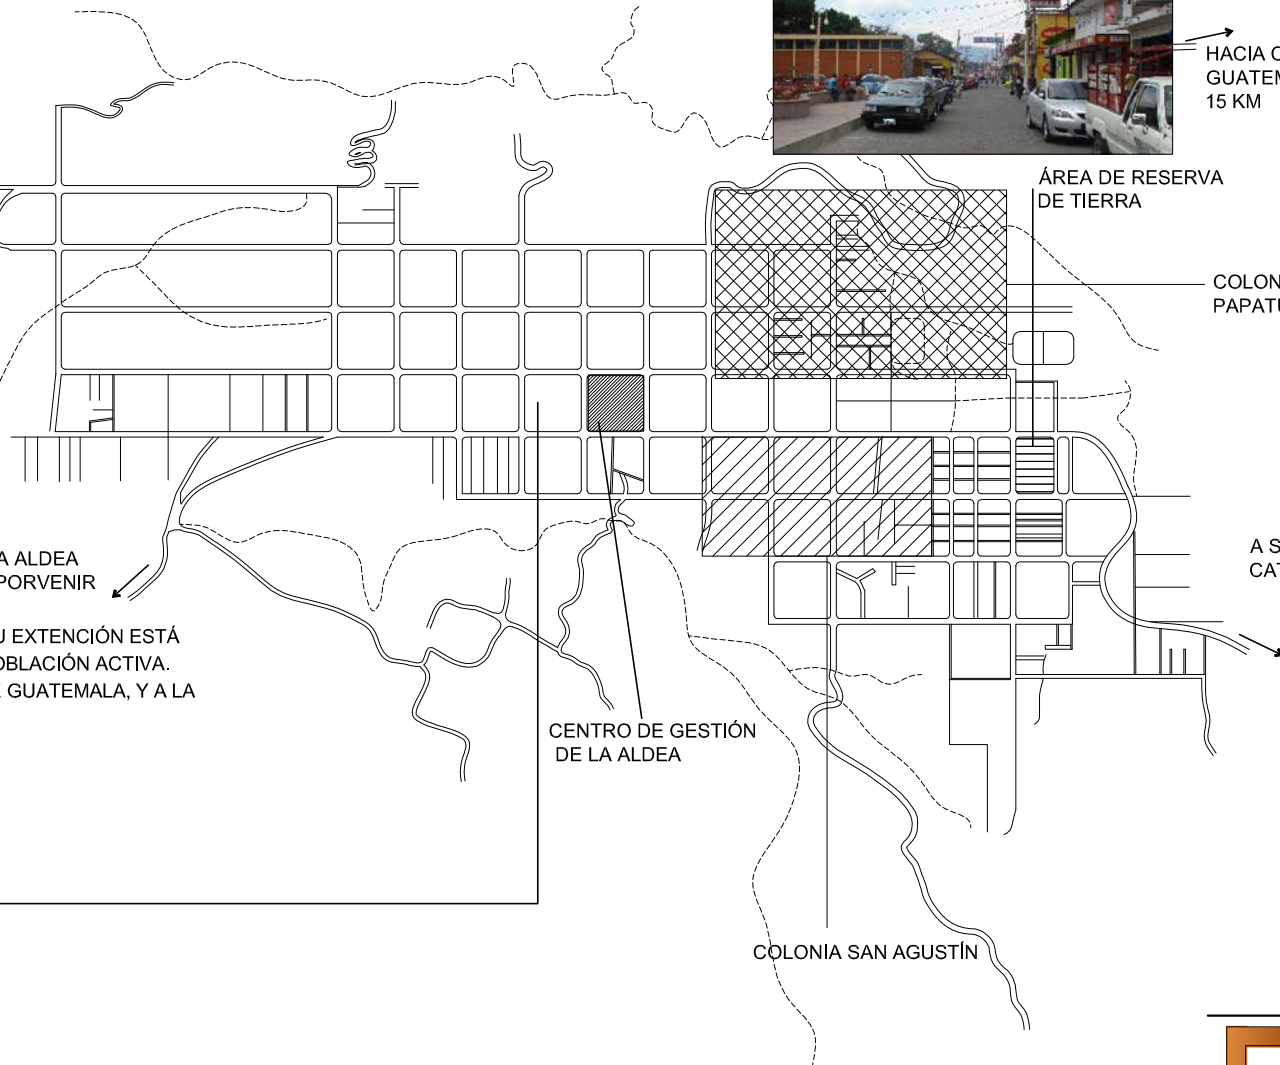 HACIA C
GUATEM
15 KM
ÁREA DE RESERVA
DE TIERRA
COLON
PAPATU
A ALDEA
PORVENIR
U EXTENCIÓN ESTÁ
OBLACIÓN ACTIVA.
E GUATEMALA, Y A LA
A S
CAT
CENTRO DE GESTIÓN
DE LA ALDEA
COLONIA SAN AGUSTÍN